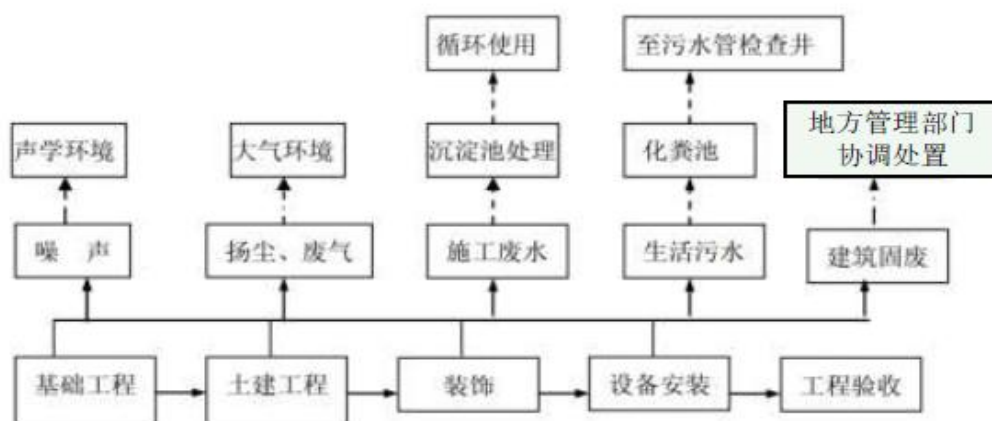 循环使用
至污水管检查井
声学环境
大气环境
沉淀池处理
化粪池
地方管理部门
协调处置
噪 声
扬尘、废气
施工废水
生活污水
建筑固废
基础工程
土建工程
装饰
设备安装
工程验收